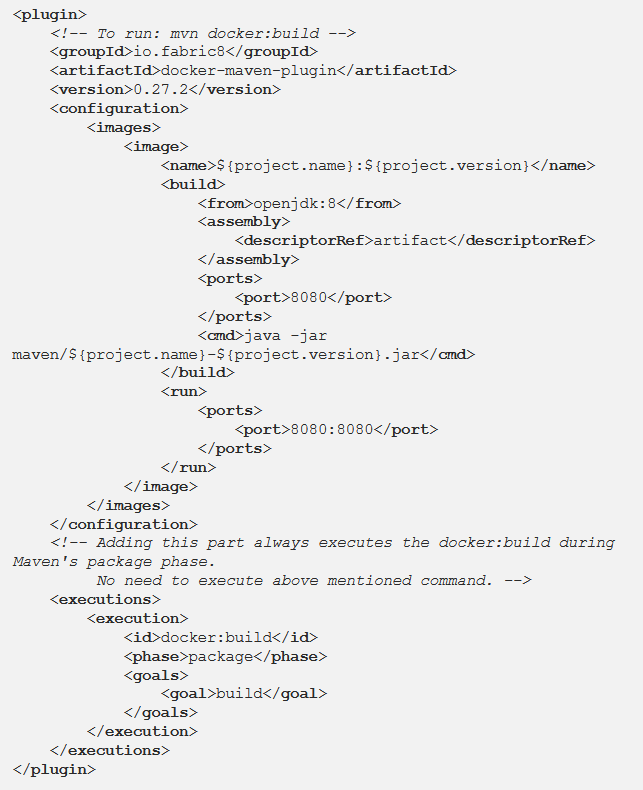 <plugin>
    <!-- To run: mvn docker:build -->
    <groupId>io.fabric8</groupId>
    <artifactId>docker-maven-plugin</artifactId>
    <version>0.27.2</version>
    <configuration>
        <images>
            <image>
                <name>${project.name}:${project.version}</name>
                <build>
                    <from>openjdk:8</from>
                    <assembly>
                        <descriptorRef>artifact</descriptorRef>
                    </assembly>
                    <ports>
                        <port>8080</port>
                    </ports>
                    <cmd>java -jar
maven/${project.name}-${project.version}.jar</cmd>
                </build>
                <run>
                    <ports>
                        <port>8080:8080</port>
                    </ports>
                </run>
            </image>
        </images>
    </configuration>
    <!-- Adding this part always executes the docker:build during
Maven's package phase.
         No need to execute above mentioned command. -->
    <executions>
        <execution>
            <id>docker:build</id>
            <phase>package</phase>
            <goals>
                <goal>build</goal>
            </goals>
        </execution>
    </executions>
</plugin>